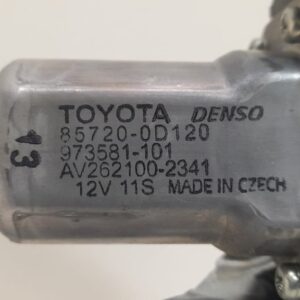 TOYOTA DENSO
85720-0D120
973581-101
AV262100-2341
12V 11S MADE IN CZECH
13